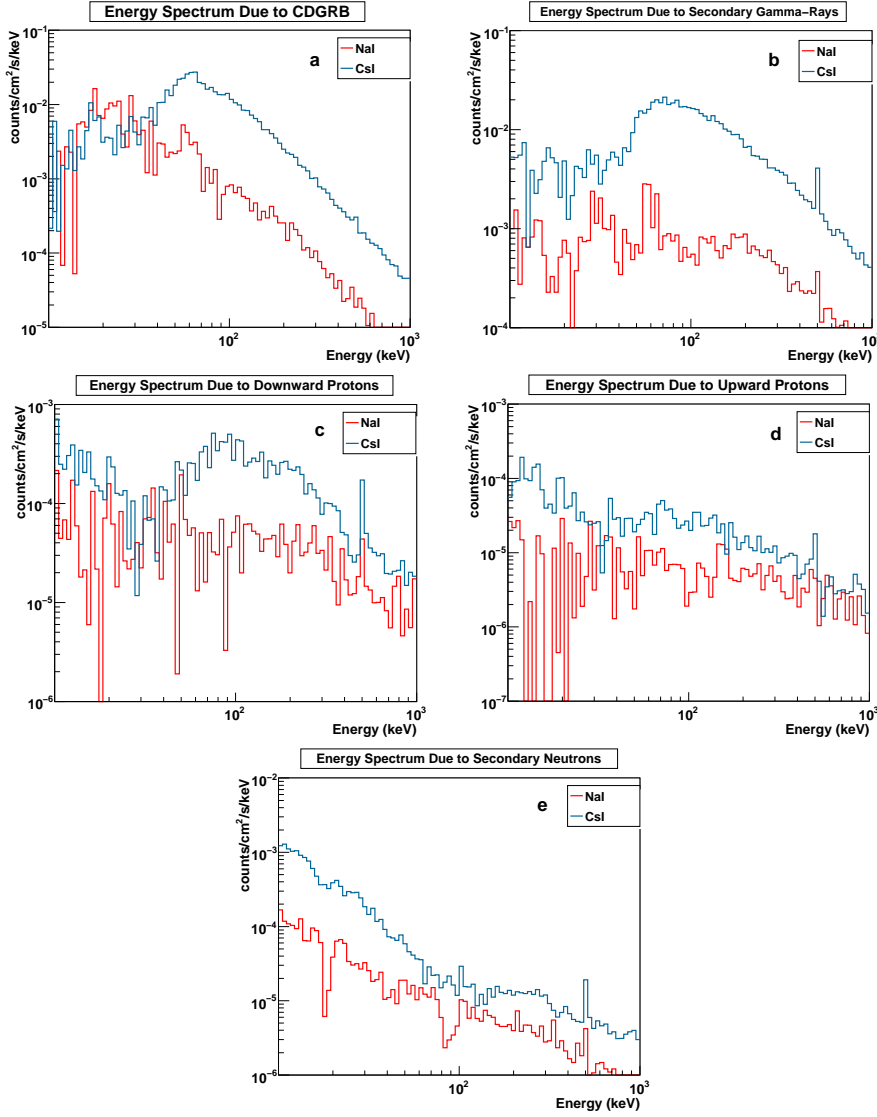 Energy Spectrum Due to CDGRB
counts/cm²/s/keV
10⁻¹
10⁻²
10⁻³
10⁻⁴
10⁻⁵
a
NaI
CsI
10²
10³
Energy (keV)
Energy Spectrum Due to Secondary Gamma−Rays
counts/cm²/s/keV
10⁻¹
10⁻²
10⁻³
10⁻⁴
b
NaI
CsI
10²
10
Energy (keV)
Energy Spectrum Due to Downward Protons
counts/cm²/s/keV
10⁻³
10⁻⁴
10⁻⁵
10⁻⁶
c
NaI
CsI
10²
10³
Energy (keV)
Energy Spectrum Due to Upward Protons
counts/cm²/s/keV
10⁻³
10⁻⁴
10⁻⁵
10⁻⁶
10⁻⁷
d
NaI
CsI
10²
10³
Energy (keV)
Energy Spectrum Due to Secondary Neutrons
counts/cm²/s/keV
10⁻²
10⁻³
10⁻⁴
10⁻⁵
10⁻⁶
e
NaI
CsI
10²
10³
Energy (keV)